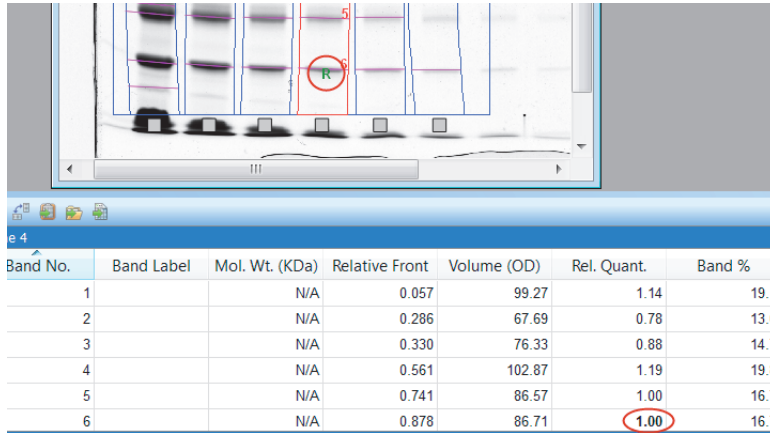 5
6
R
5
e 4
Band No. Band Label Mol. Wt. (KDa) Relative Front Volume (OD) Rel. Quant. Band %
1 N/A 0.057 99.27 1.14 19.
2 N/A 0.286 67.69 0.78 13.
3 N/A 0.330 76.33 0.88 14.
4 N/A 0.561 102.87 1.19 19.
5 N/A 0.741 86.57 1.00 16.
6 N/A 0.878 86.71 1.00 16.